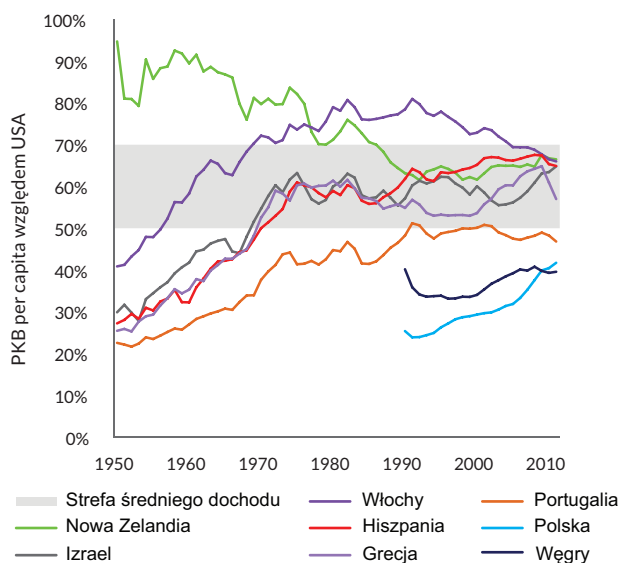 PKB per capita względem USA
100%
90%
80%
70%
60%
50%
40%
30%
20%
10%
0%
1950 1960 1970 1980 1990 2000 2010
Strefa średniego dochodu Włochy Portugalia
Nowa Zelandia Hiszpania Polska
Izrael Grecja Węgry